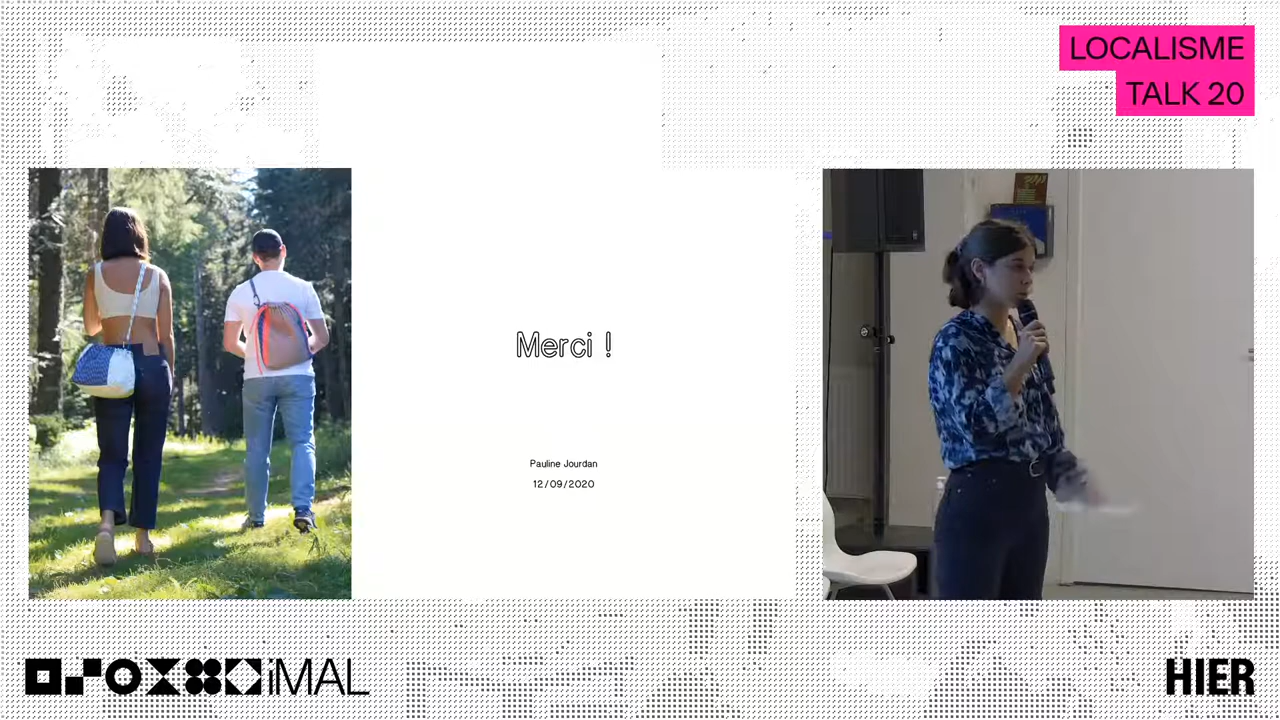 LOCALISME
TALK 20
Merci !
Pauline Jourdan
12/09/2020
iMAL
HIER